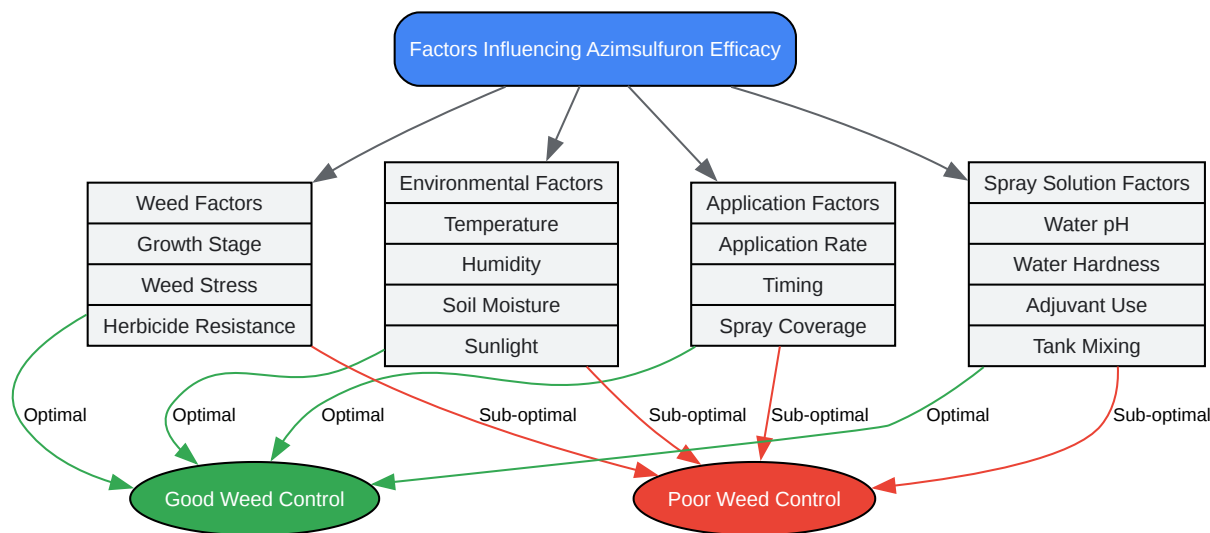 Factors Influencing Azimsulfuron Efficacy
Weed Factors
Growth Stage
Weed Stress
Herbicide Resistance
Environmental Factors
Temperature
Humidity
Soil Moisture
Sunlight
Application Factors
Application Rate
Timing
Spray Coverage
Spray Solution Factors
Water pH
Water Hardness
Adjuvant Use
Tank Mixing
Optimal
Optimal
Optimal
Sub-optimal
Sub-optimal
Sub-optimal
Optimal
Sub-optimal
Good Weed Control
Poor Weed Control